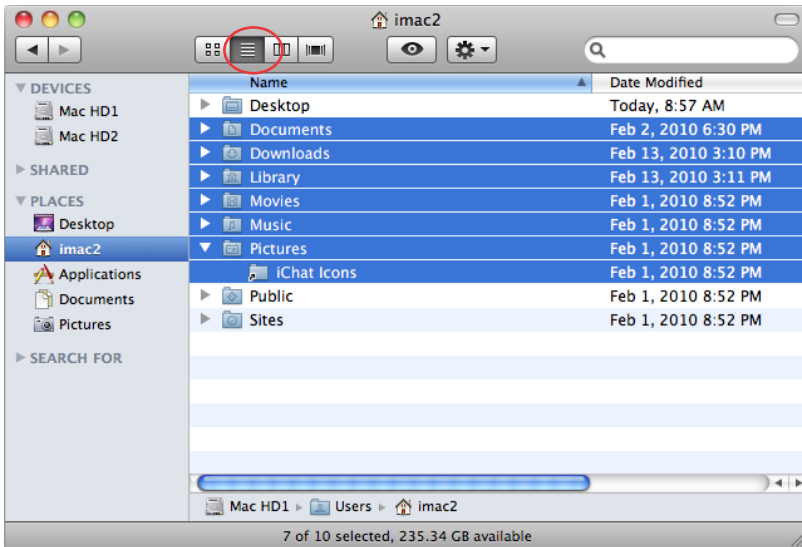 imac2
DEVICES
Mac HD1
Mac HD2
SHARED
PLACES
Desktop
imac2
Applications
Documents
Pictures
SEARCH FOR
Name Date Modified
Desktop Today, 8:57 AM
Documents Feb 2, 2010 6:30 PM
Downloads Feb 13, 2010 3:10 PM
Library Feb 13, 2010 3:11 PM
Movies Feb 1, 2010 8:52 PM
Music Feb 1, 2010 8:52 PM
Pictures Feb 1, 2010 8:52 PM
iChat Icons Feb 1, 2010 8:52 PM
Public Feb 1, 2010 8:52 PM
Sites Feb 1, 2010 8:52 PM
Mac HD1 Users imac2
7 of 10 selected, 235.34 GB available